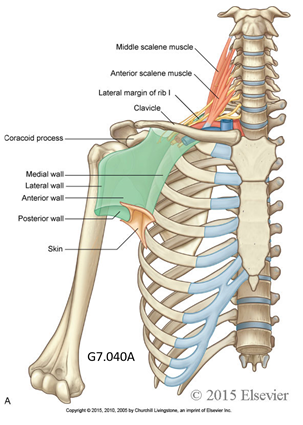 Middle scalene muscle
Anterior scalene muscle
Lateral margin of rib I
Clavicle
Coracoid process
Medial wall
Lateral wall
Anterior wall
Posterior wall
Skin
G7.040A
A
© 2015 Elsevier
Copyright © 2015, 2010, 2005 by Churchill Livingstone, an imprint of Elsevier Inc.